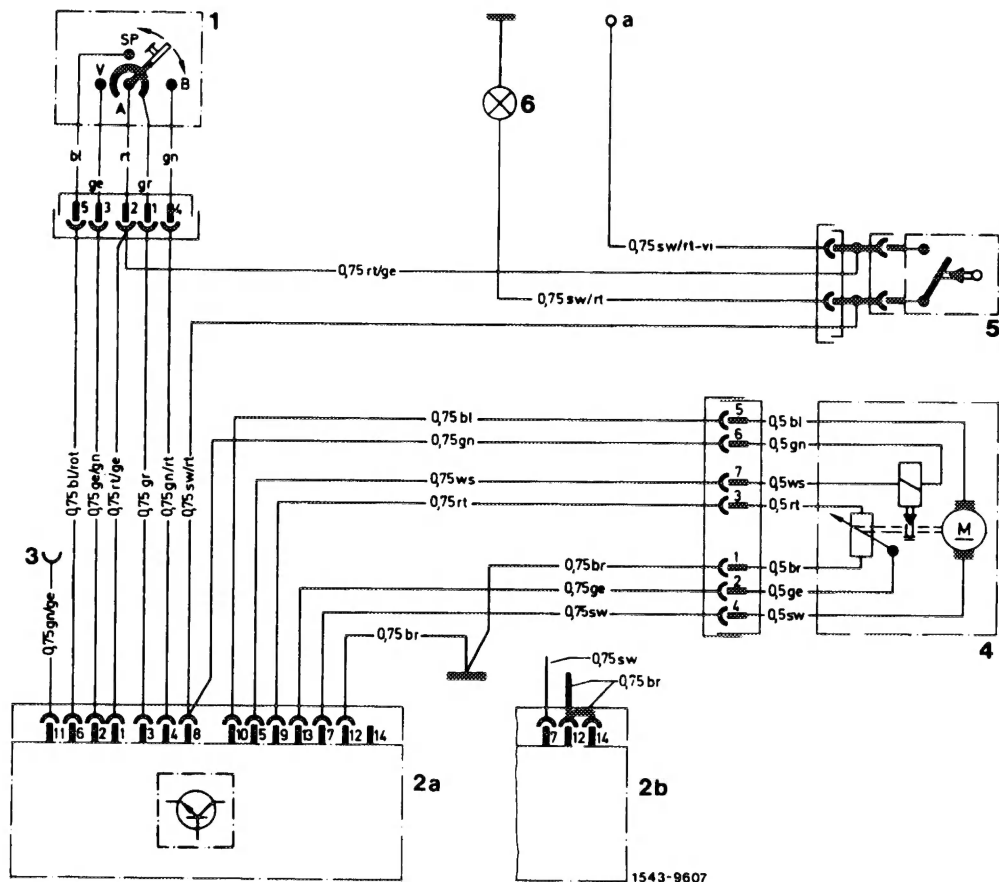 1
SP
V
B
A
bl
ge
rt
gr
gn
5 3 2 1 4
6
a
0,75 sw/rt-vi
0,75 rt/ge
0,75 sw/rt
5
0,75 bl/rot
0,75 ge/gn
0,75 rt/ge
0,75 gr
0,75 gn/rt
0,75 sw/rt
3
0,75 gn/ge
0,75 bl
5
0,5 bl
0,75 gn
6
0,5 gn
0,75 ws
7
0,5 ws
0,75 rt
3
0,5 rt
M
0,75 br
1
0,5 br
0,75 ge
2
0,5 ge
0,75 sw
4
0,5 sw
4
0,75 br
0,75 sw
0,75 br
11 6 2 1 3 4 8 10 5 9 13 7 12 14
2a
7 12 14
2b
1543-9607